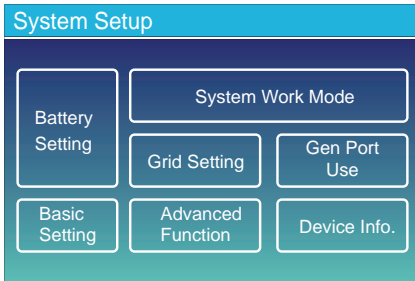 System Setup
Battery
Setting
System Work Mode
Grid Setting
Gen Port
Use
Basic
Setting
Advanced
Function
Device Info.